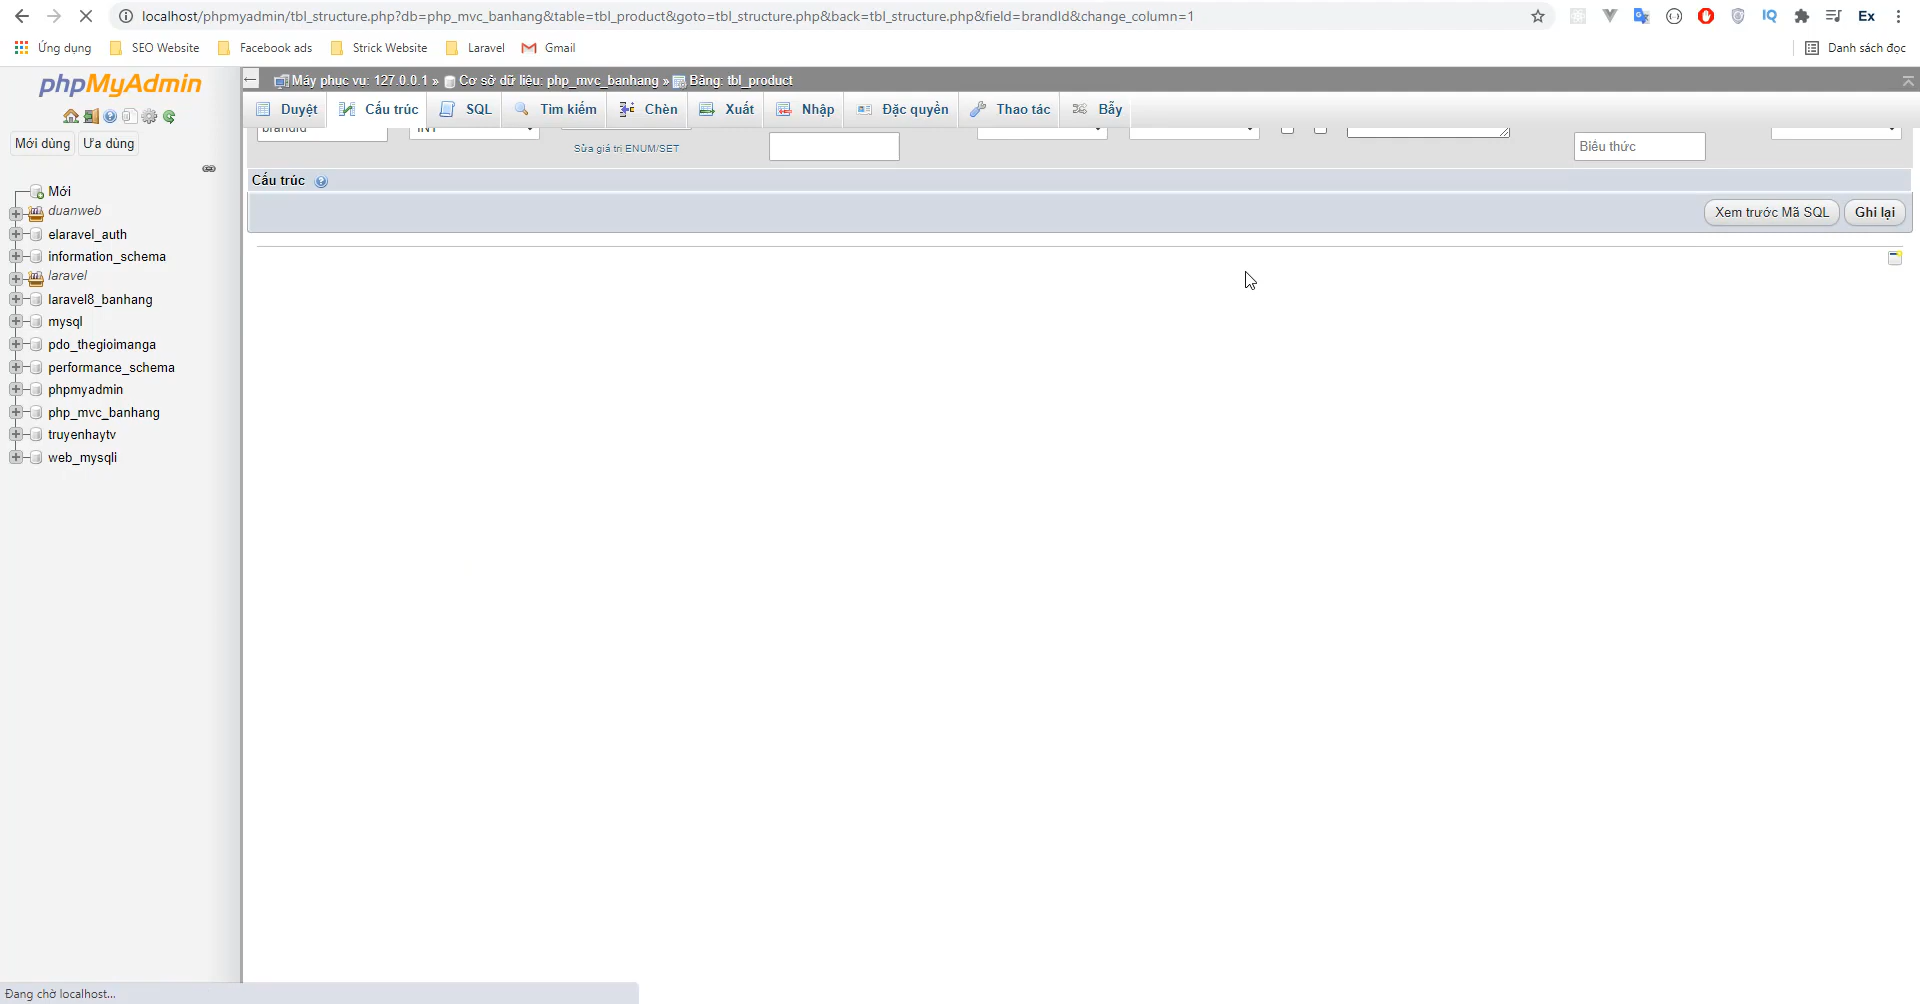 localhost/phpmyadmin/tbl_structure.php?db=php_mvc_banhang&table=tbl_product&goto=tbl_structure.php&back=tbl_structure.php&field=brandId&change_column=1
IQ
Ex
Ứng dụng
SEO Website
Facebook ads
Strick Website
Laravel
Gmail
Danh sách đọc
phpMyAdmin
Mới dùng
Ưa dùng
Mới
duanweb
elaravel_auth
information_schema
laravel
laravel8_banhang
mysql
pdo_thegioimanga
performance_schema
phpmyadmin
php_mvc_banhang
truyenhaytv
web_mysqli
Máy phục vụ: 127.0.0.1 » Cơ sở dữ liệu: php_mvc_banhang » Bảng: tbl_product
Duyệt
Cấu trúc
SQL
Tìm kiếm
Chèn
Xuất
Nhập
Đặc quyền
Thao tác
Bẫy
brandId
INT
Sửa giá trị ENUM/SET
Biểu thức
Cấu trúc
Xem trước Mã SQL
Ghi lại
Đang chờ localhost...